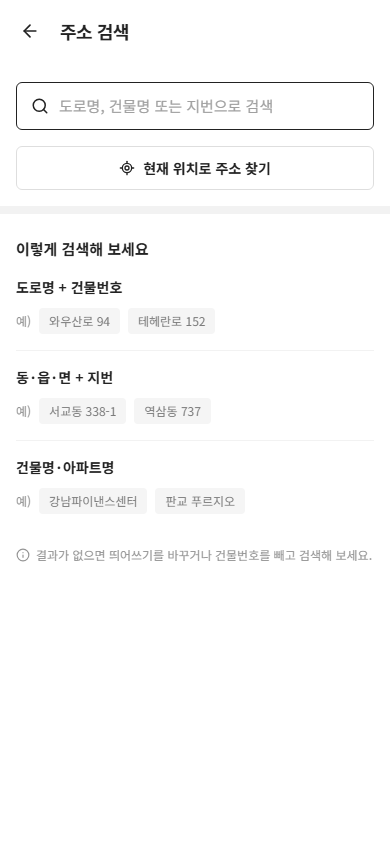 주소 검색
도로명, 건물명 또는 지번으로 검색
현재 위치로 주소 찾기
이렇게 검색해 보세요
도로명 + 건물번호
예) 와우산로 94 테헤란로 152
동·읍·면 + 지번
예) 서교동 338-1 역삼동 737
건물명·아파트명
예) 강남파이낸스센터 판교 푸르지오
결과가 없으면 띄어쓰기를 바꾸거나 건물번호를 빼고 검색해 보세요.